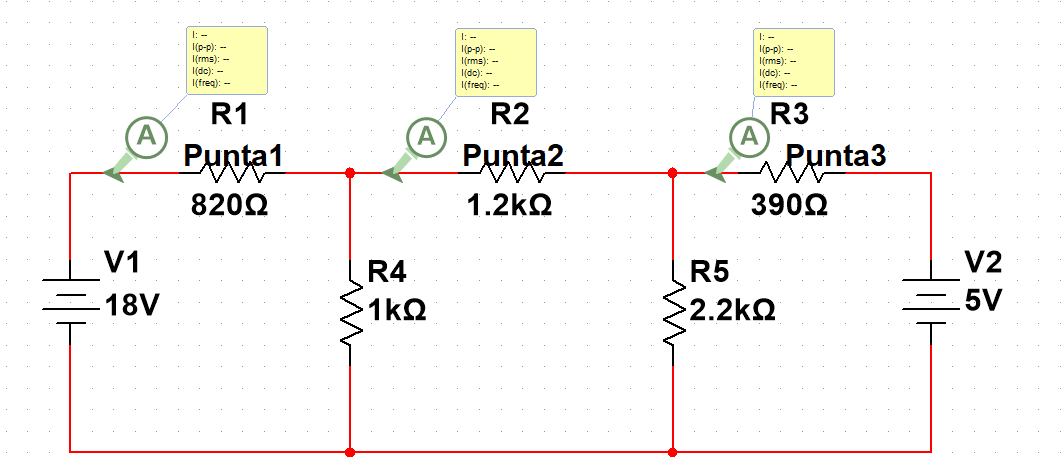 I: --
I(p-p): --
I(rms): --
I(dc): --
I(freq): --
I: --
I(p-p): --
I(rms): --
I(dc): --
I(freq): --
I: --
I(p-p): --
I(rms): --
I(dc): --
I(freq): --
A
R1
Punta1
820Ω
A
R2
Punta2
1.2kΩ
A
R3
Punta3
390Ω
V1
18V
R4
1kΩ
R5
2.2kΩ
V2
5V